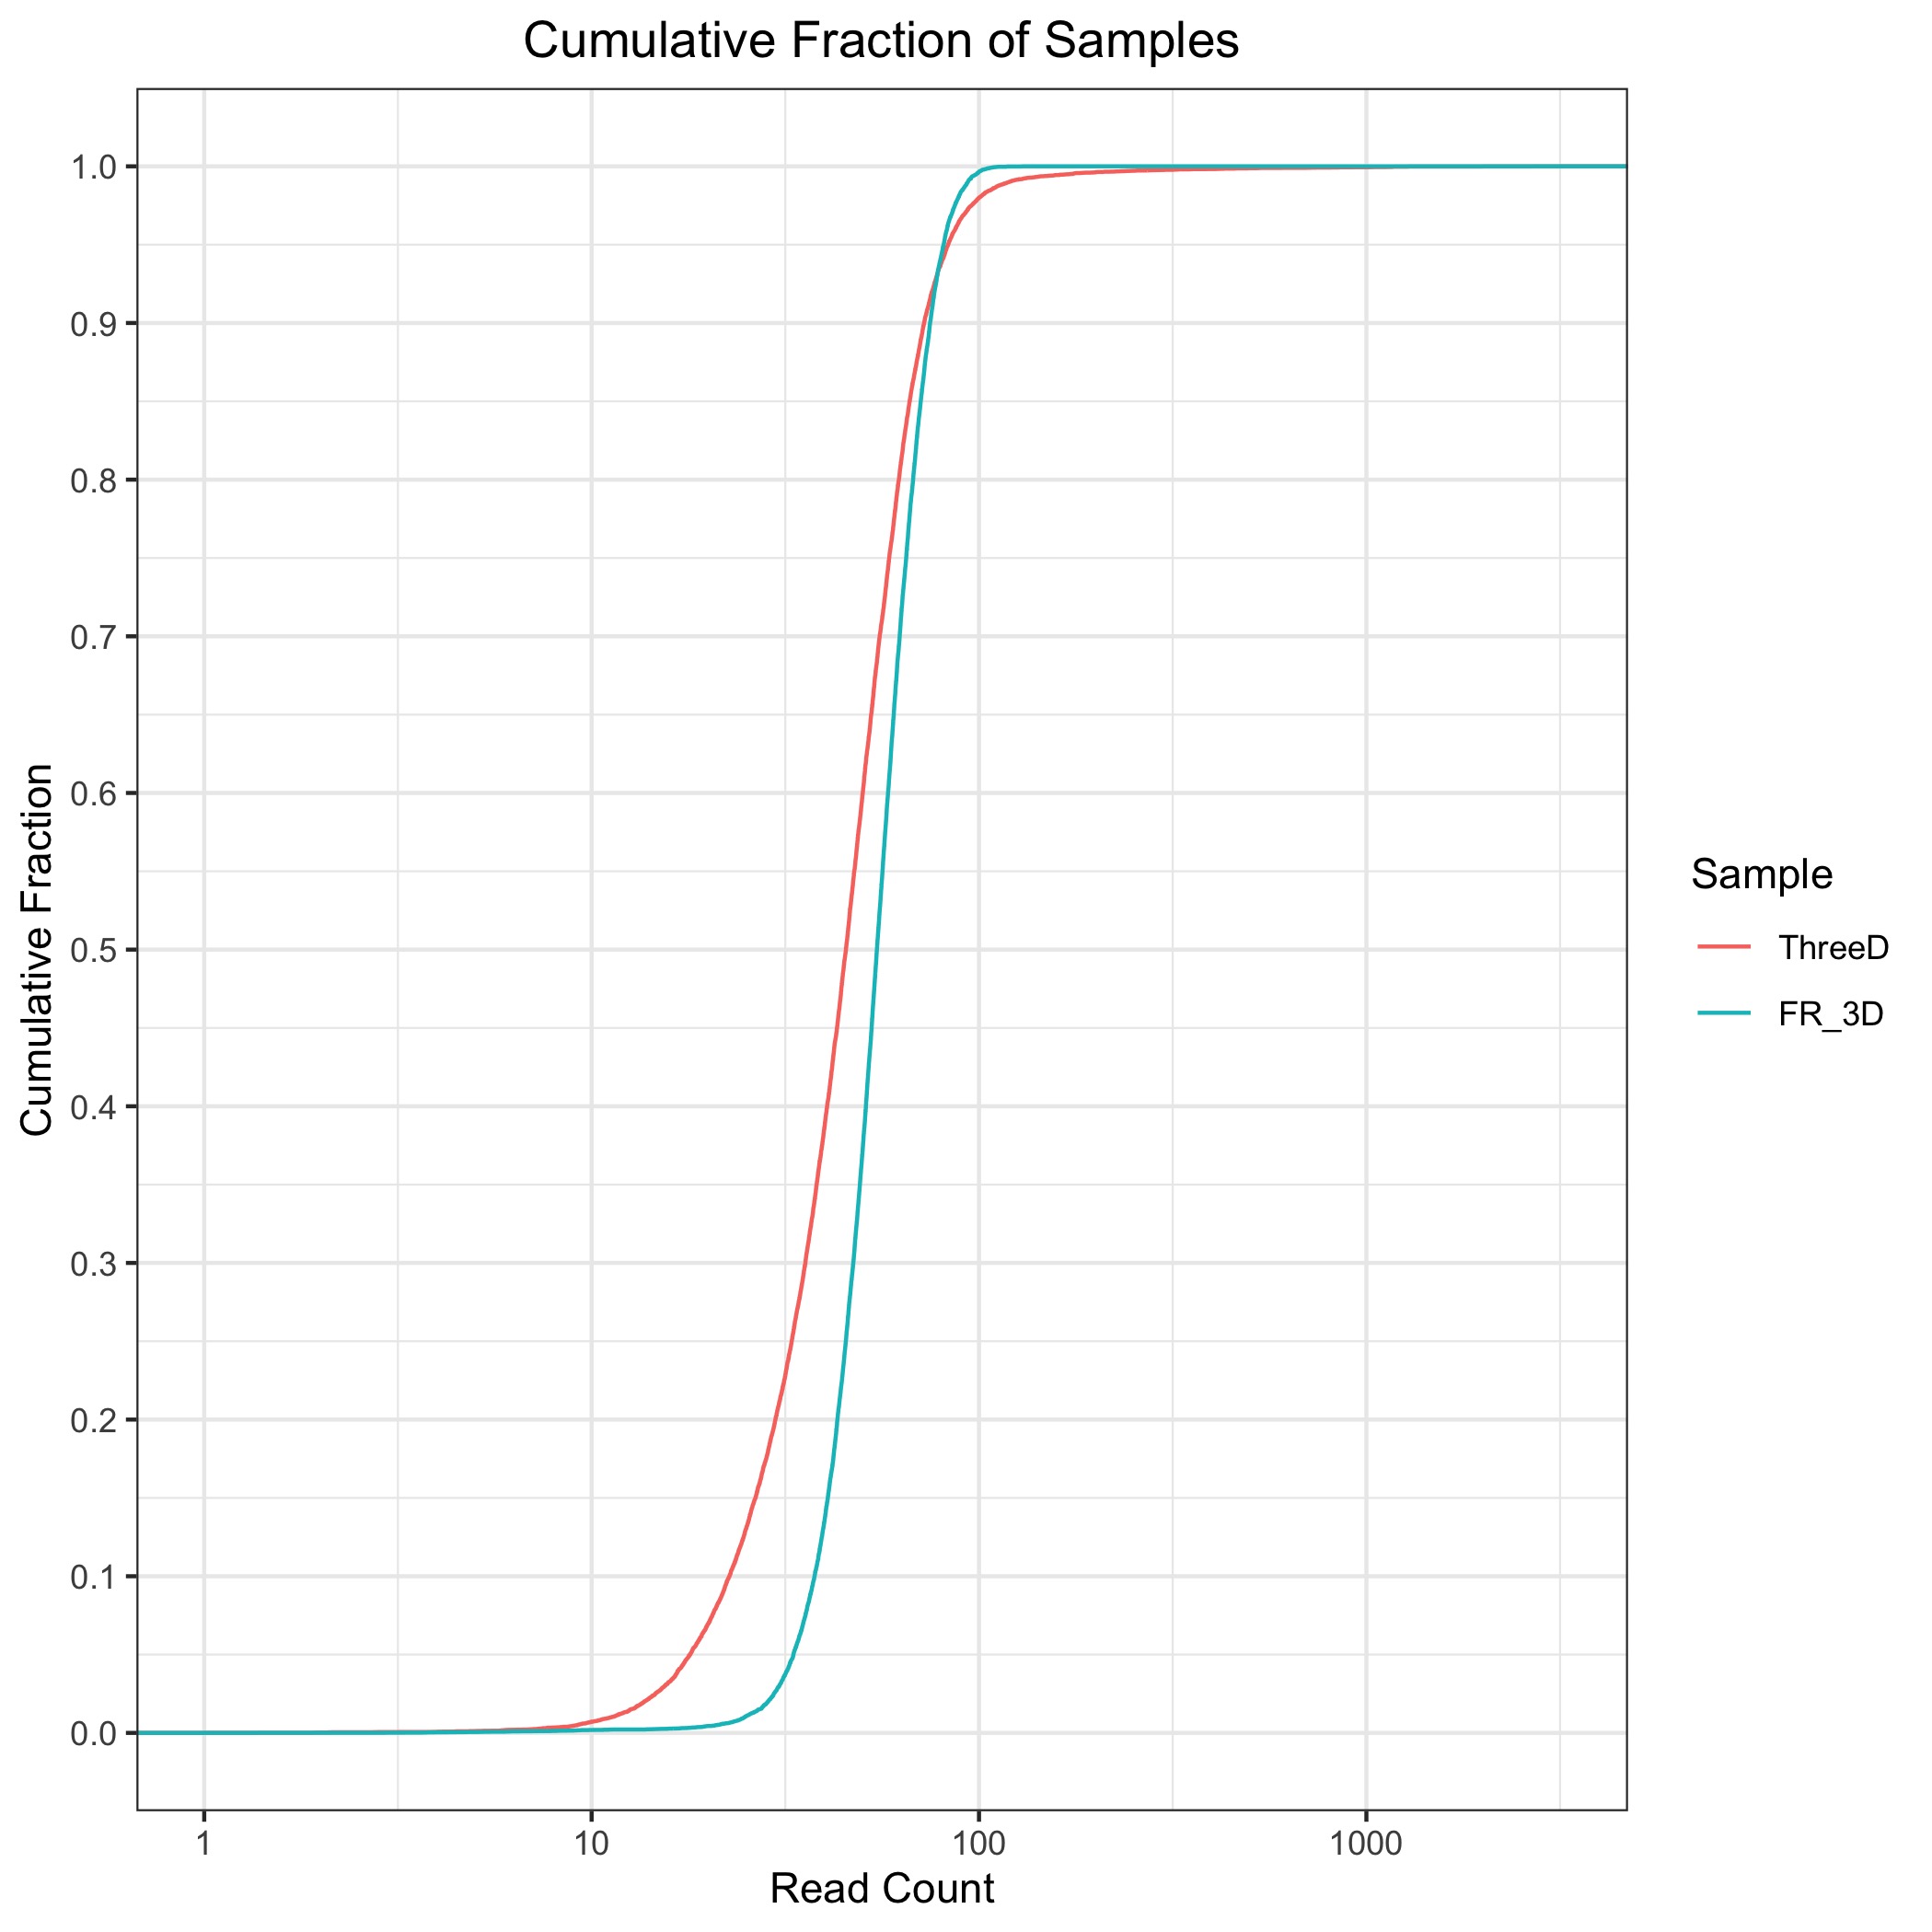 Cumulative Fraction of Samples
1.0
0.9
0.8
0.7
0.6
0.5
0.4
0.3
0.2
0.1
0.0
Cumulative Fraction
1 10 100 1000
Read Count
Sample
ThreeD
FR_3D